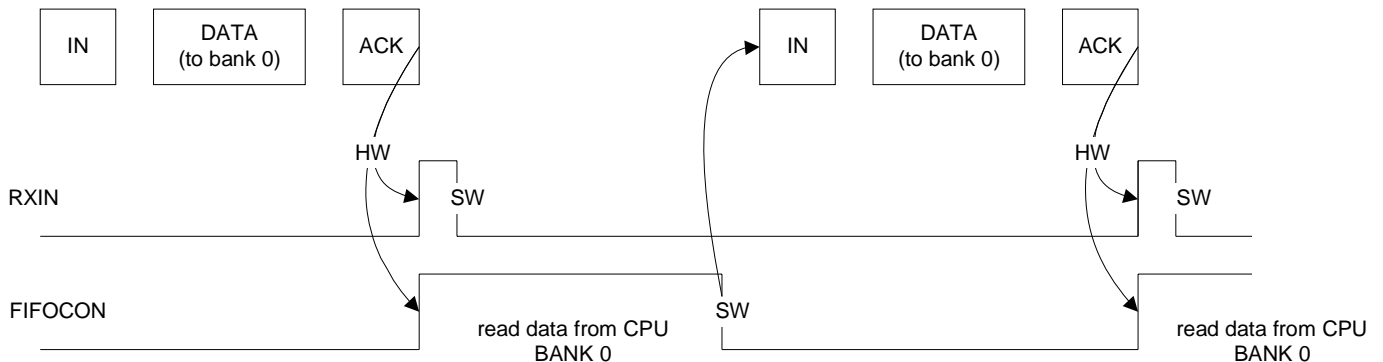 IN
DATA
(to bank 0)
ACK
IN
DATA
(to bank 0)
ACK
HW
HW
RXIN
SW
SW
FIFOCON
SW
read data from CPU
BANK 0
read data from CPU
BANK 0